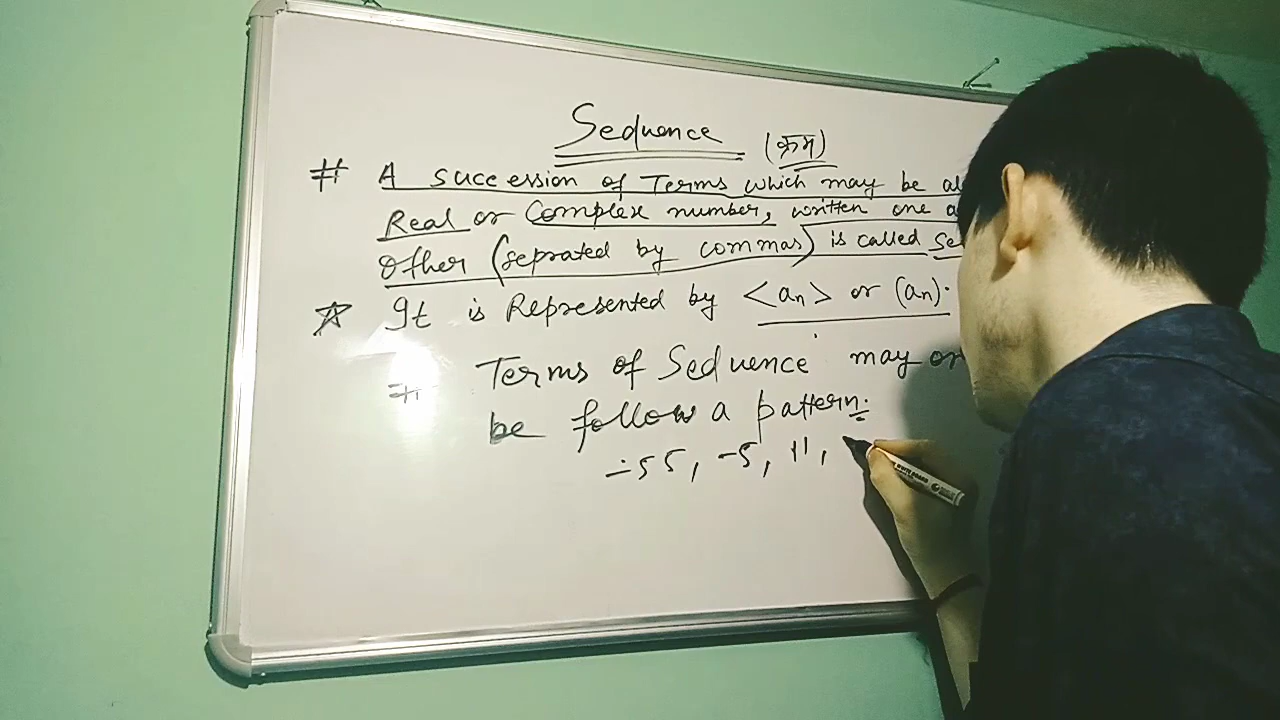 Sequence (क्रम)
# A succession of Terms which may be
Real or Complex number, written one
Other (seprated by commas) is called
It is Represented by <an> or (an).
# Terms of Sequence may or
be follow a pattern.
-55, -5, 11,